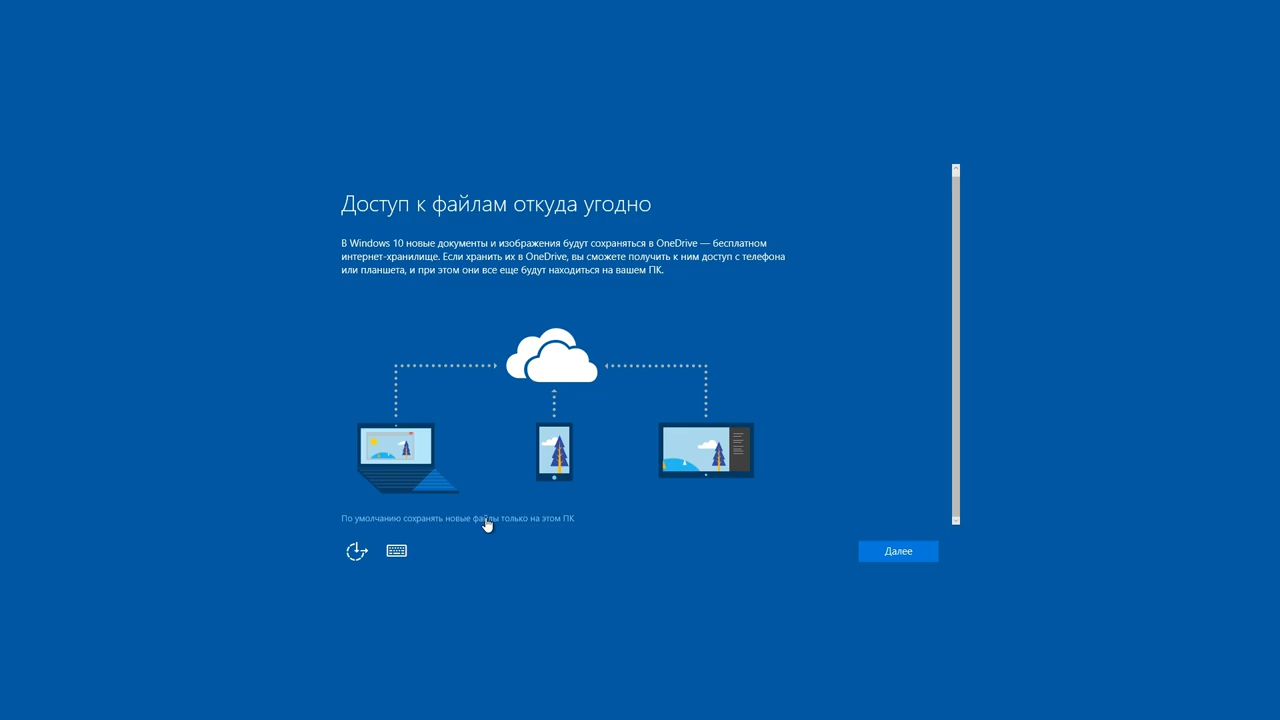 Доступ к файлам откуда угодно
В Windows 10 новые документы и изображения будут сохраняться в OneDrive — бесплатном
интернет-хранилище. Если хранить их в OneDrive, вы сможете получить к ним доступ с телефона
или планшета, и при этом они все еще будут находиться на вашем ПК.
По умолчанию сохранять новые файлы только на этом ПК
Далее